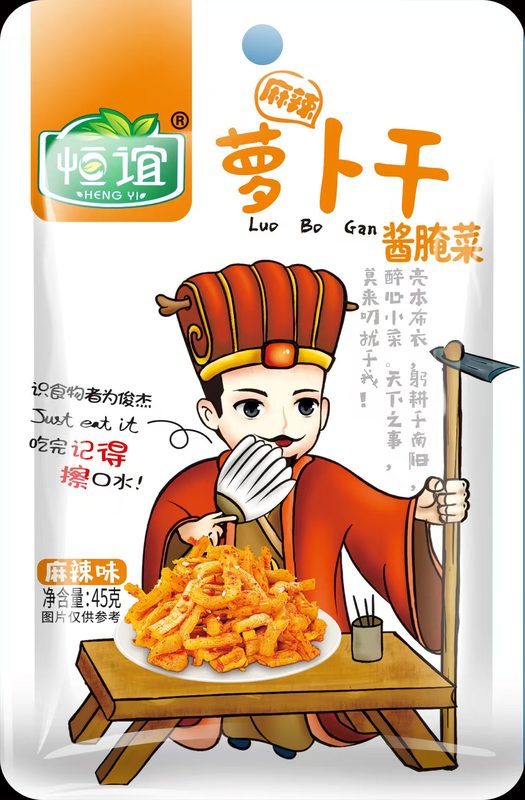 恒谊®
HENG YI
麻辣
萝卜干
Luo Bo Gan
酱腌菜
亮本布衣,躬耕于南阳,
醉心小菜。天下之事,
莫来叨扰乎我!
识食物者为俊杰
Just eat it
吃完记得
擦口水!
麻辣味
净含量:45克
图片仅供参考